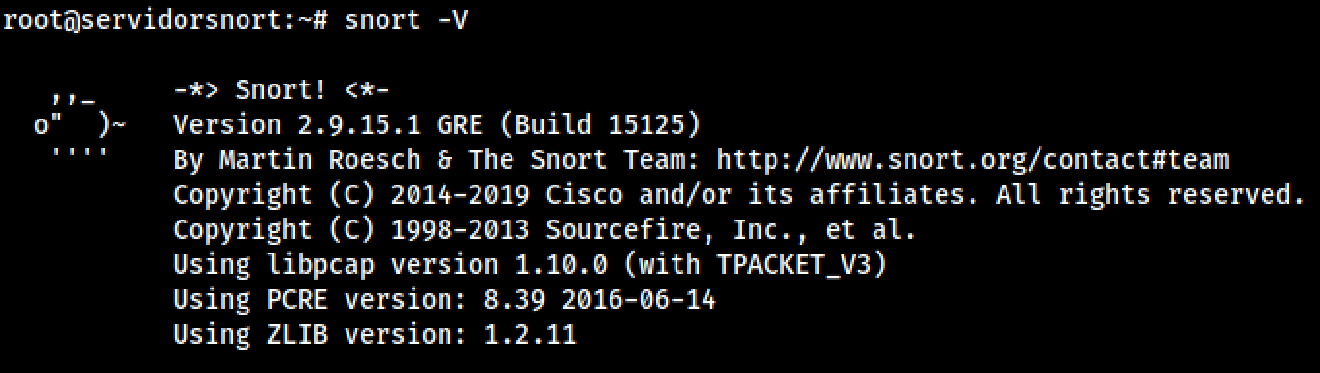 root@servidorsnort:~# snort -V
   ,,_     -*> Snort! <*-
  o"  )~   Version 2.9.15.1 GRE (Build 15125)
   ''''    By Martin Roesch & The Snort Team: http://www.snort.org/contact#team
           Copyright (C) 2014-2019 Cisco and/or its affiliates. All rights reserved.
           Copyright (C) 1998-2013 Sourcefire, Inc., et al.
           Using libpcap version 1.10.0 (with TPACKET_V3)
           Using PCRE version: 8.39 2016-06-14
           Using ZLIB version: 1.2.11